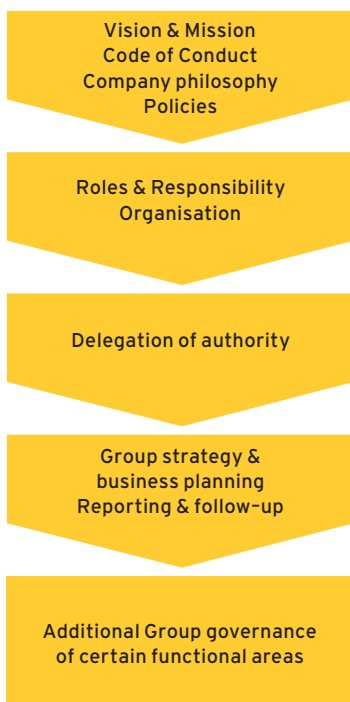 Vision & Mission
Code of Conduct
Company philosophy
Policies
Roles & Responsibility
Organisation
Delegation of authority
Group strategy &
business planning
Reporting & follow-up
Additional Group governance
of certain functional areas